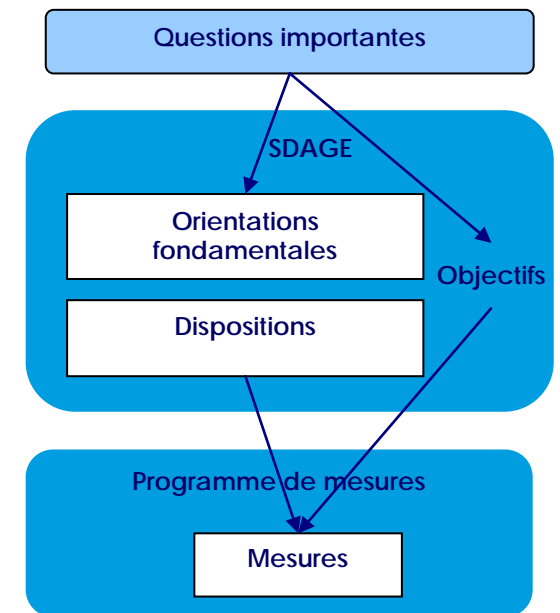 Questions importantes
SDAGE
Orientations
fondamentales
Objectifs
Dispositions
Programme de mesures
Mesures